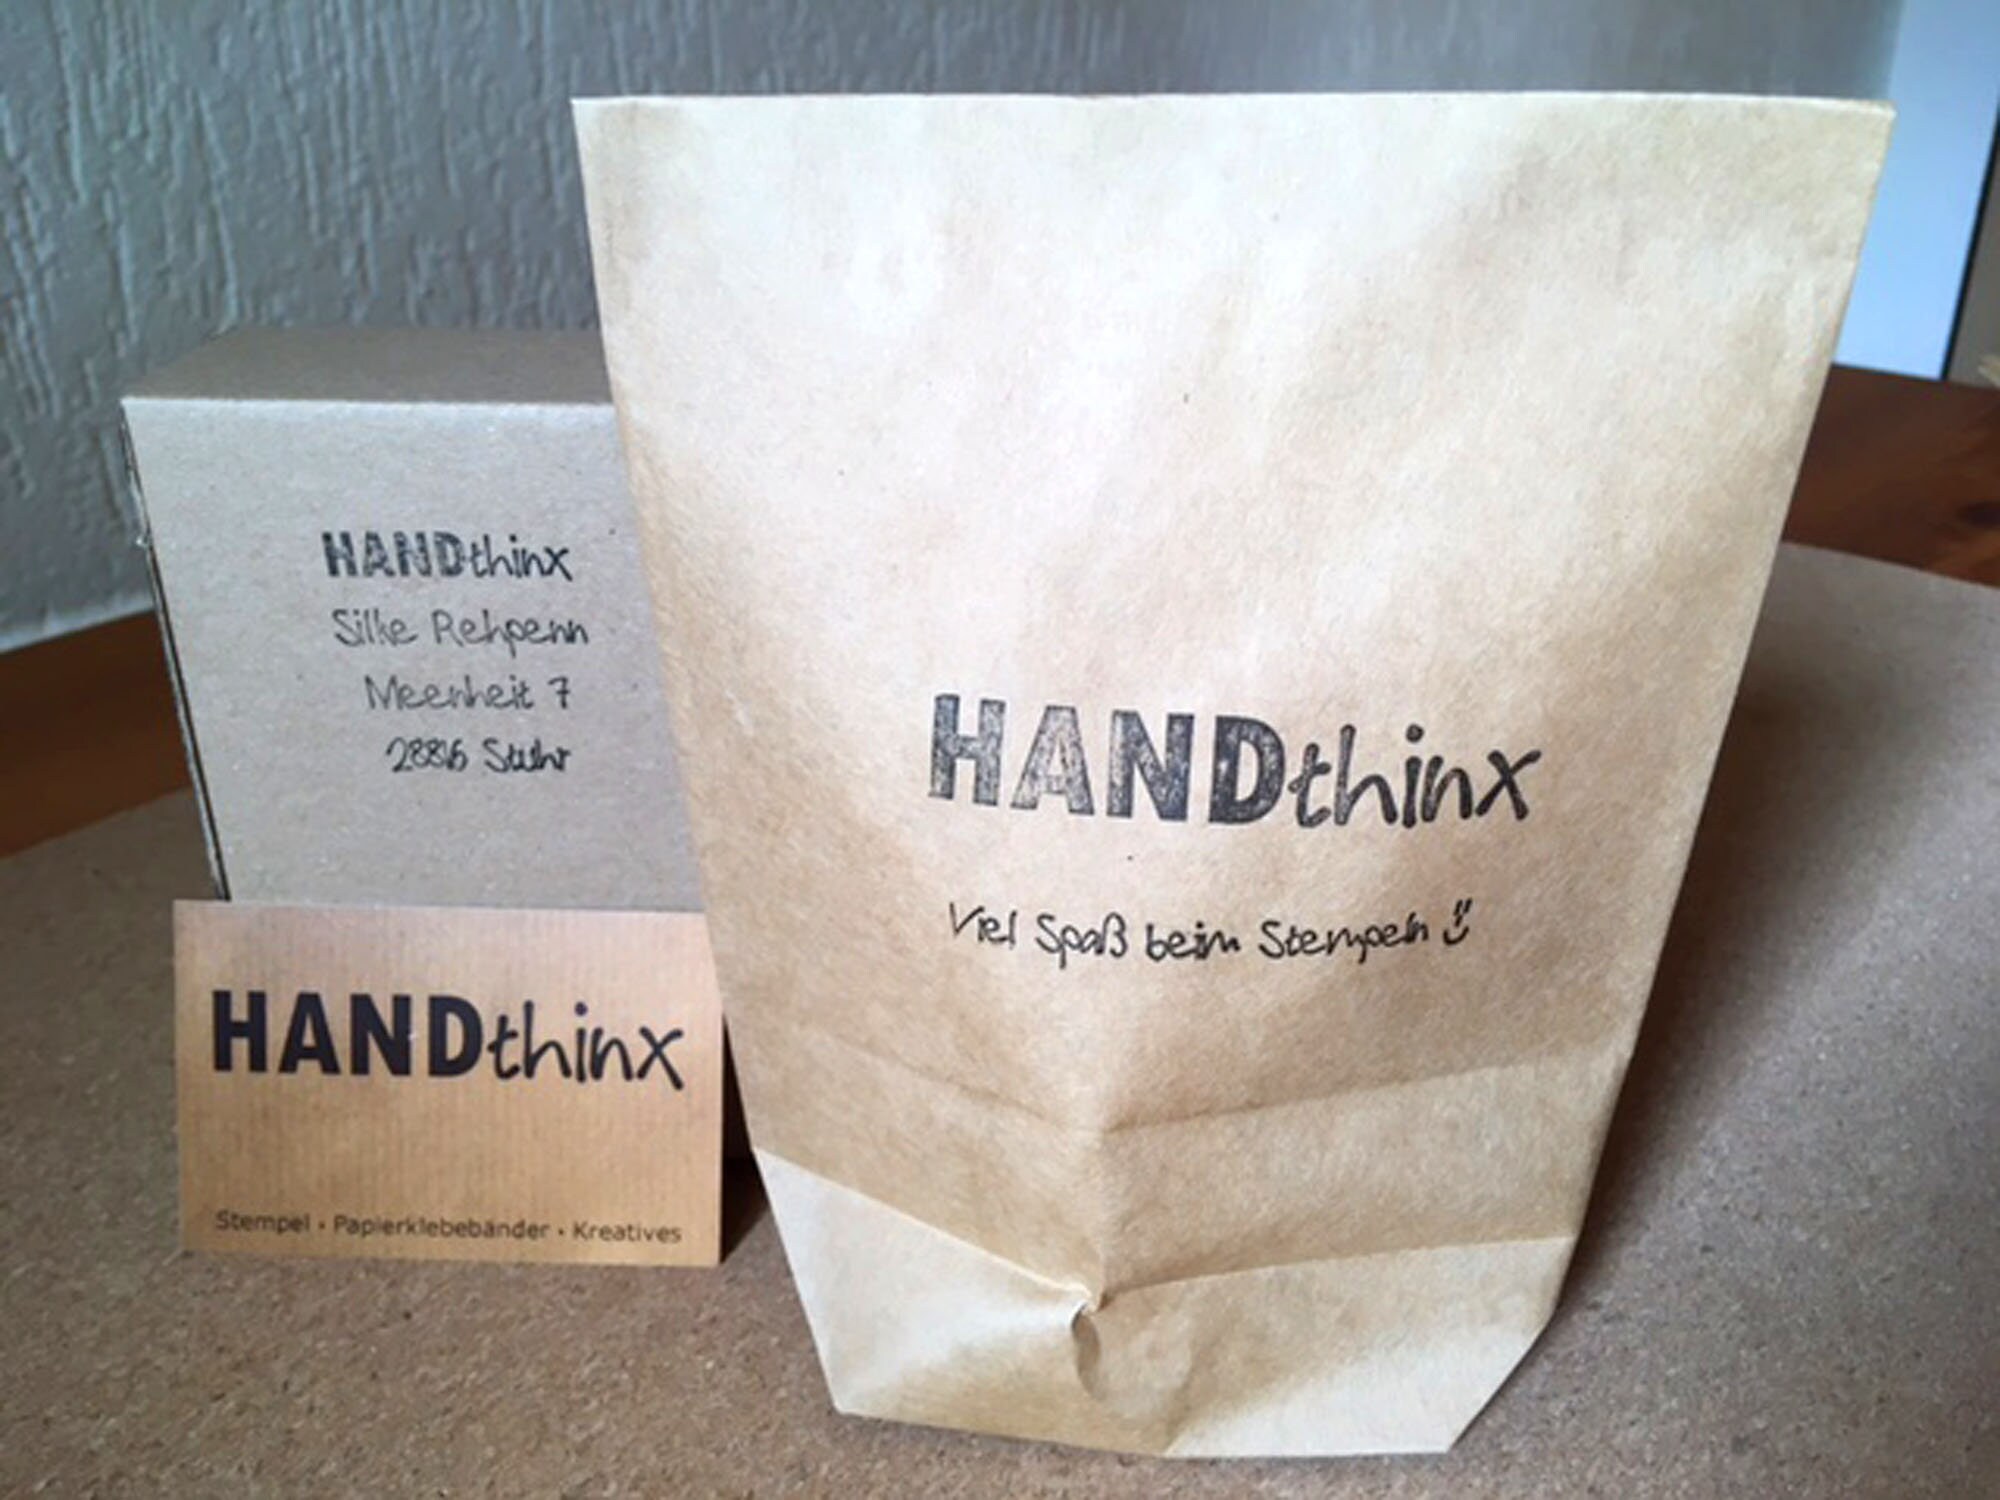 HANDthinx
Silke Rehpenn
Meenheit 7
28816 Stuhr
HANDthinx
Stempel • Papierklebebänder • Kreatives
HANDthinx
Viel Spaß beim Stempeln